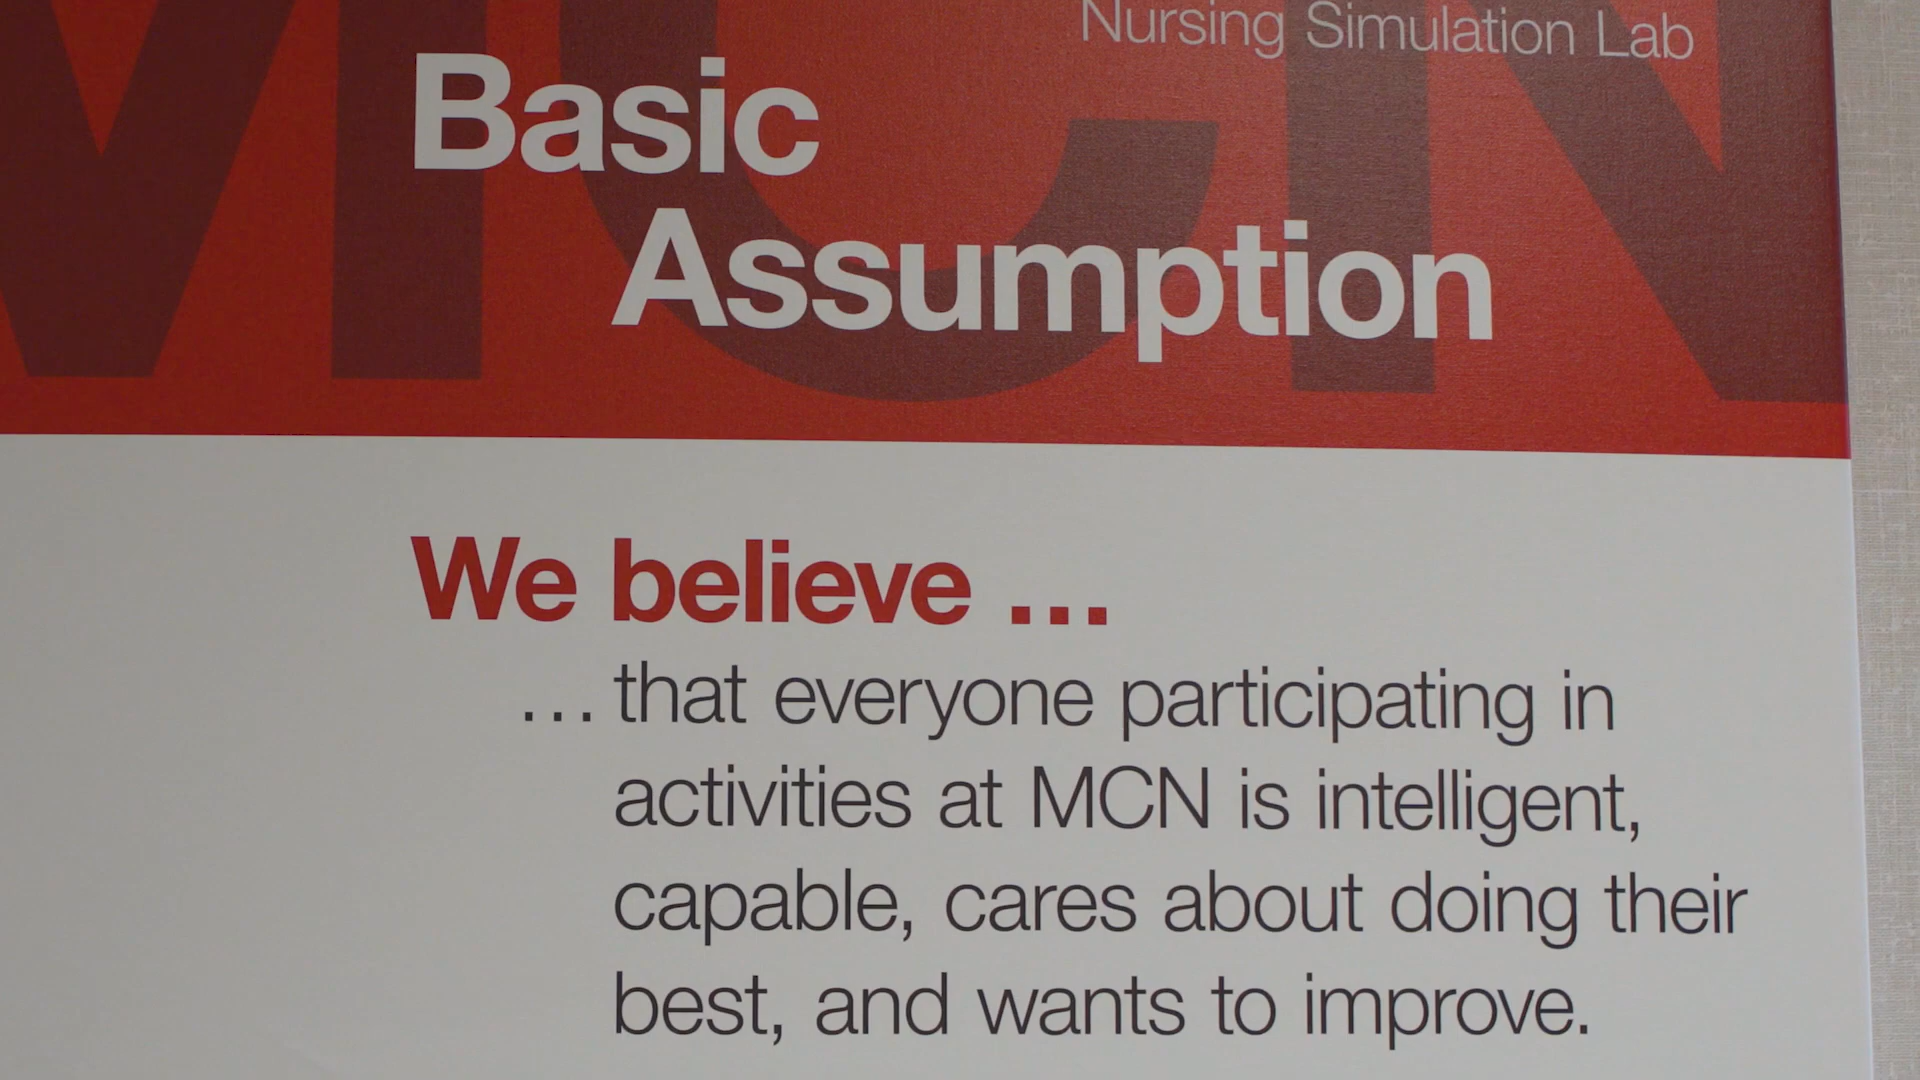 MCN
Nursing Simulation Lab
Basic
Assumption
We believe ...
... that everyone participating in
activities at MCN is intelligent,
capable, cares about doing their
best, and wants to improve.